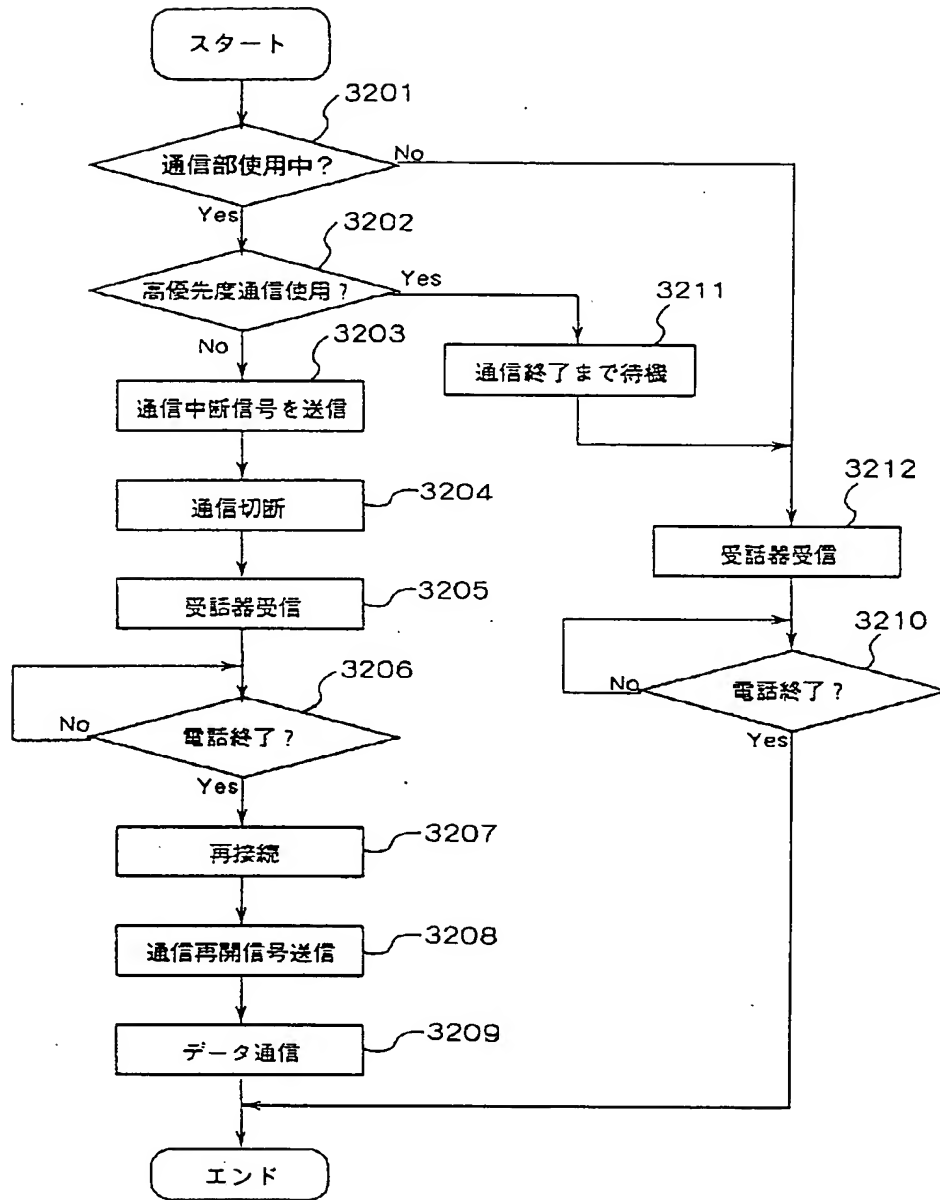 スタート
3201
通信部使用中?
No
Yes
3202
高優先度通信使用?
Yes
3211
No
3203
通信終了まで待機
通信中断信号を送信
3204
通信切断
3212
受話器受信
3205
受話器受信
3210
3206
電話終了?
No
No
電話終了?
Yes
Yes
3207
再接続
3208
通信再開信号送信
3209
データ通信
エンド